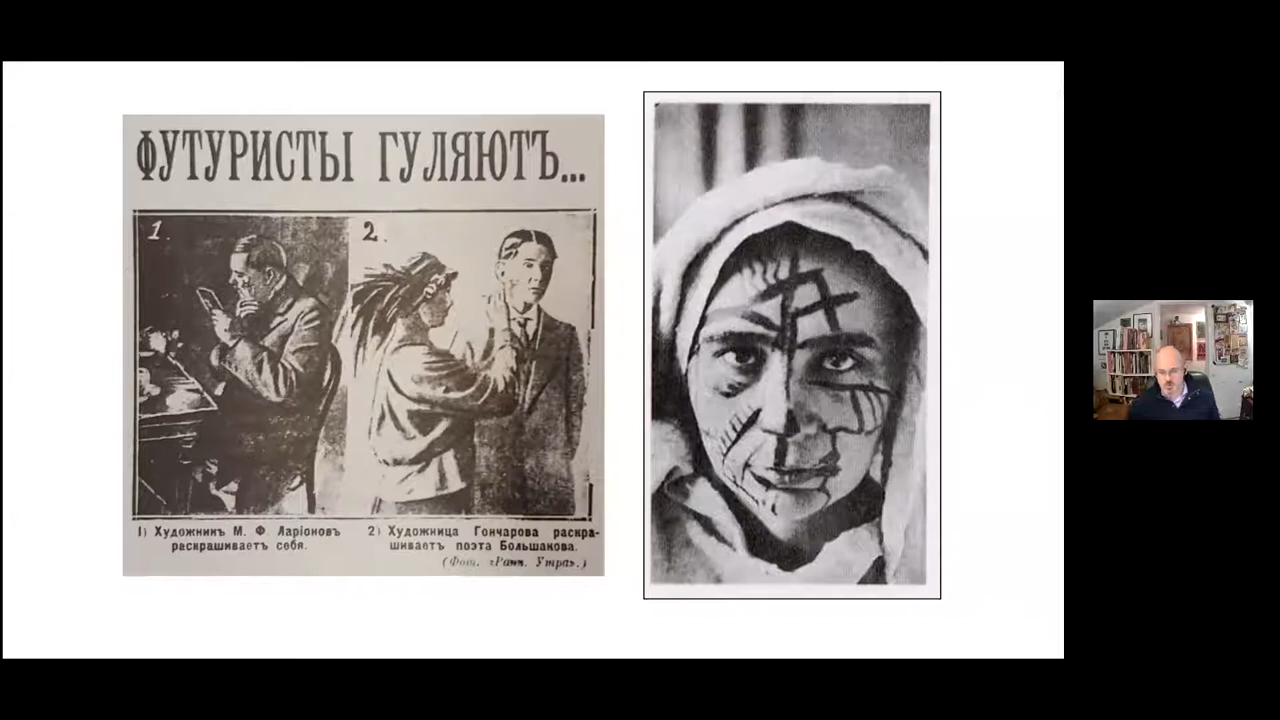 ФУТУРИСТЫ ГУЛЯЮТЪ...
1.
2.
1) Художникъ М. Ф. Ларіоновъ
раскрашиваетъ себя.
2) Художница Гончарова раскра-
шиваетъ поэта Большакова.
(Фот. «Ранн. Утра».)